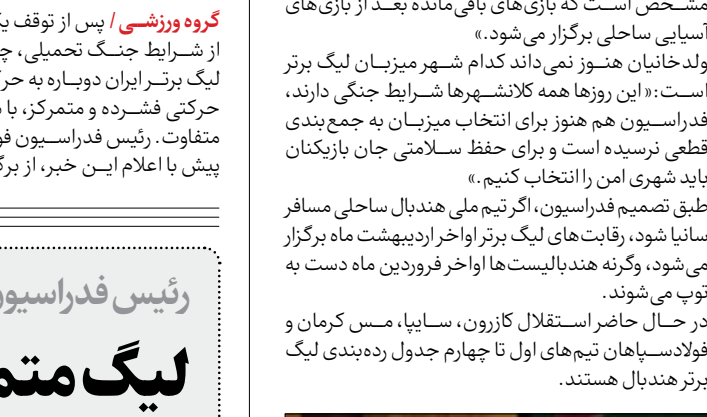 مشخص است که بازی‌های باقی‌مانده بعد از بازی‌های
آسیایی ساحلی برگزار می‌شود.»
ولدخانیان هنوز نمی‌داند کدام شهر میزبان لیگ برتر
است: «این روزها همه کلانشهرها شرایط جنگی دارند،
فدراسیون هم هنوز برای انتخاب میزبان به جمع‌بندی
قطعی نرسیده است و برای حفظ سلامتی جان بازیکنان
باید شهری امن را انتخاب کنیم.»
طبق تصمیم فدراسیون، اگر تیم ملی هندبال ساحلی مسافر
سانیا شود، رقابت‌های لیگ برتر اواخر اردیبهشت ماه برگزار
می‌شود، وگرنه هندبالیست‌ها اواخر فروردین ماه دست به
توپ می‌شوند.
در حال حاضر استقلال کازرون، سایپا، مس کرمان و
فولادسپاهان تیم‌های اول تا چهارم جدول رده‌بندی لیگ
برتر هندبال هستند.
گروه ورزشی / پس از توقف
از شرایط جنگ تحمیلی،
لیگ برتر ایران دوباره به
حرکتی فشرده و متمرکز، با
متفاوت. رئیس فدراسیون
پیش با اعلام این خبر، از
رئیس فدراسیون
لیگ